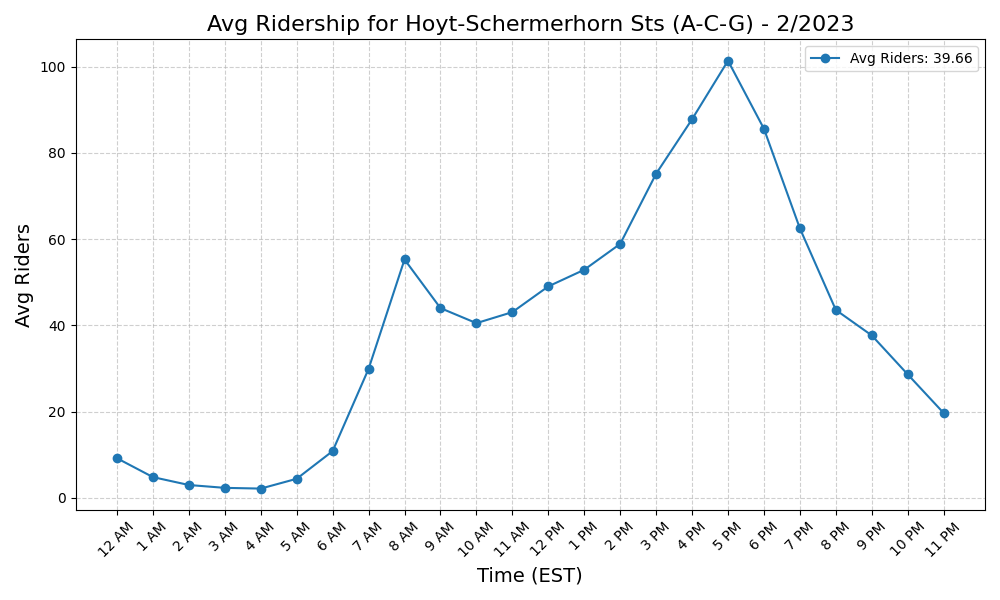 Avg Ridership for Hoyt-Schermerhorn Sts (A-C-G) - 2/2023
Avg Riders: 39.66
Avg Riders
100
80
60
40
20
0
12 AM
1 AM
2 AM
3 AM
4 AM
5 AM
6 AM
7 AM
8 AM
9 AM
10 AM
11 AM
12 PM
1 PM
2 PM
3 PM
4 PM
5 PM
6 PM
7 PM
8 PM
9 PM
10 PM
11 PM
Time (EST)